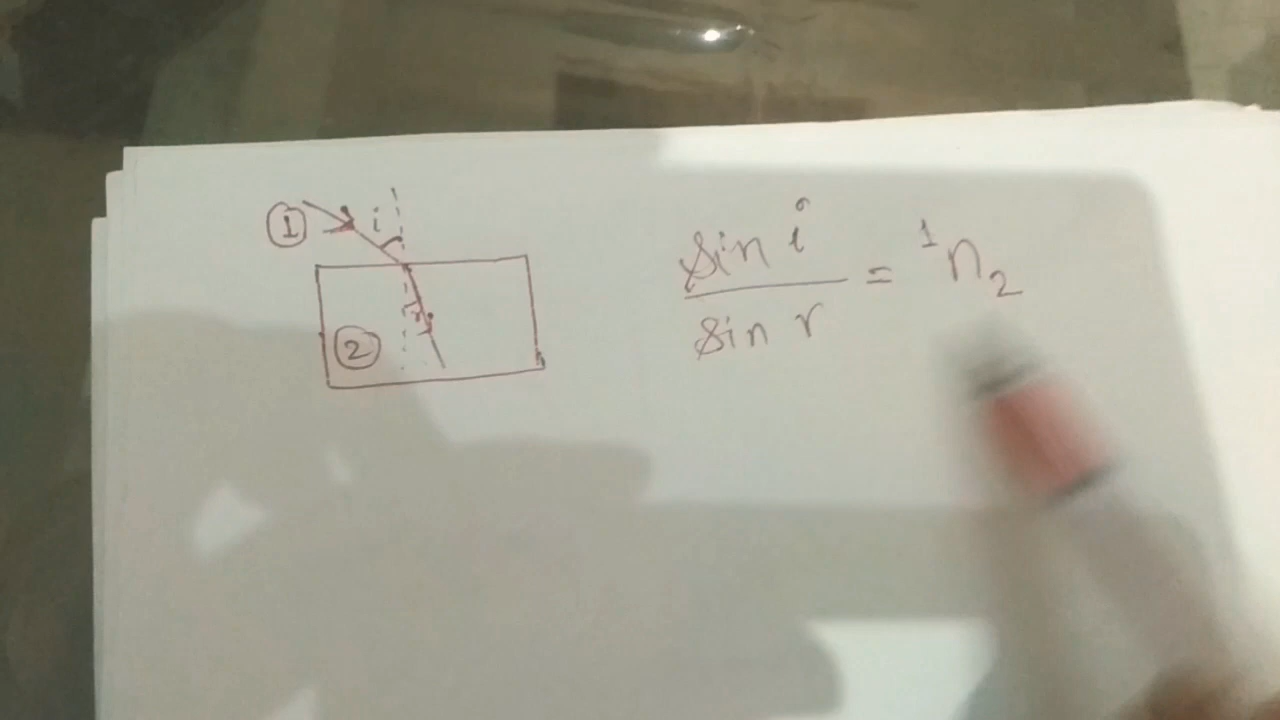 ① i
r
②
sin i
sin r
= ¹n₂